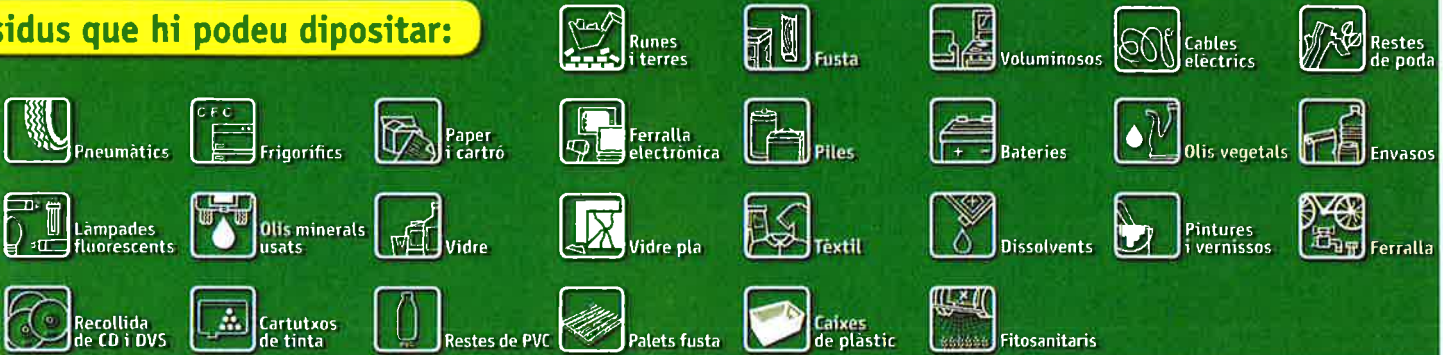 sidus que hi podeu dipositar:
Runes
i terres
Fusta
Voluminosos
Cables
elèctrics
Restes
de poda
Pneumàtics
CFC
Frigorífics
Paper
i cartró
Ferralla
electrònica
Piles
Bateries
Olis vegetals
Envasos
Làmpades
fluorescents
Olis minerals
usats
Vidre
Vidre pla
Tèxtil
Dissolvents
Pintures
i vernissos
Ferralla
Recollida
de CD i DVS
Cartutxos
de tinta
Restes de PVC
Palets fusta
Caixes
de plàstic
Fitosanitaris